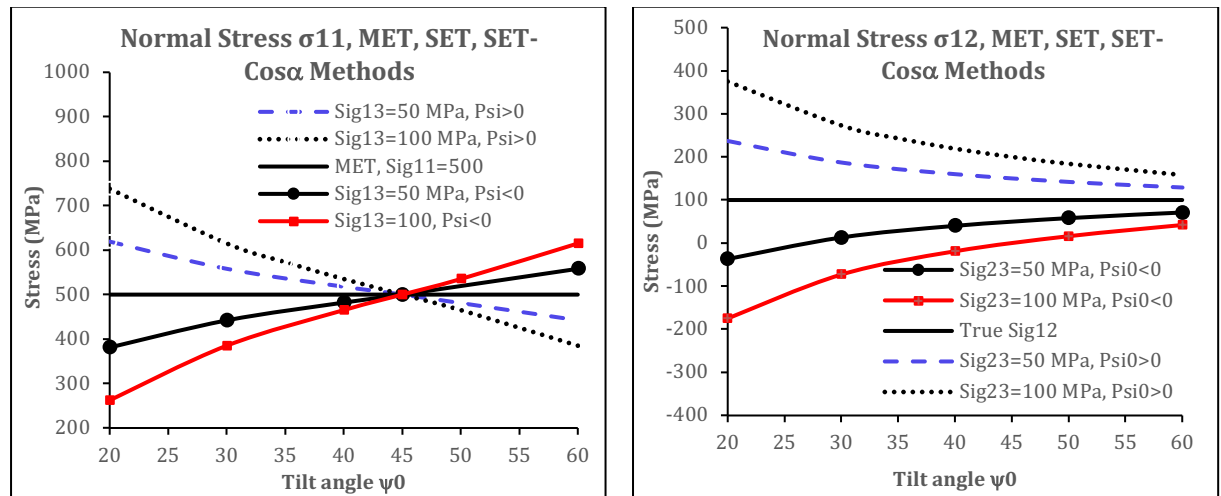 Normal Stress σ11, MET, SET, SET-
Cosα Methods
Stress (MPa)
1000
900
800
700
600
500
400
300
200
Sig13=50 MPa, Psi>0
Sig13=100 MPa, Psi>0
MET, Sig11=500
Sig13=50 MPa, Psi<0
Sig13=100, Psi<0
20 25 30 35 40 45 50 55 60
Tilt angle ψ0
Normal Stress σ12, MET, SET, SET-
Cosα Methods
Stress (MPa)
500
400
300
200
100
0
-100
-200
-300
-400
Sig23=50 MPa, Psi0<0
Sig23=100 MPa, Psi0<0
True Sig12
Sig23=50 MPa, Psi0>0
Sig23=100 MPa, Psi0>0
20 25 30 35 40 45 50 55 60
Tilt angle ψ0